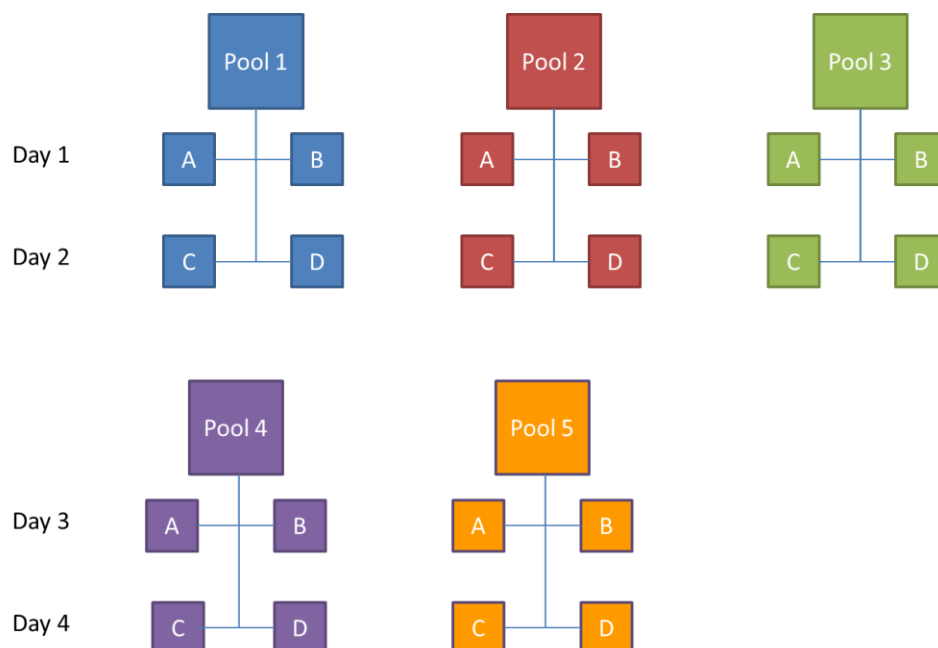 Pool 1 Pool 2 Pool 3
Day 1 A B A B A B
Day 2 C D C D C D
Pool 4 Pool 5
Day 3 A B A B
Day 4 C D C D